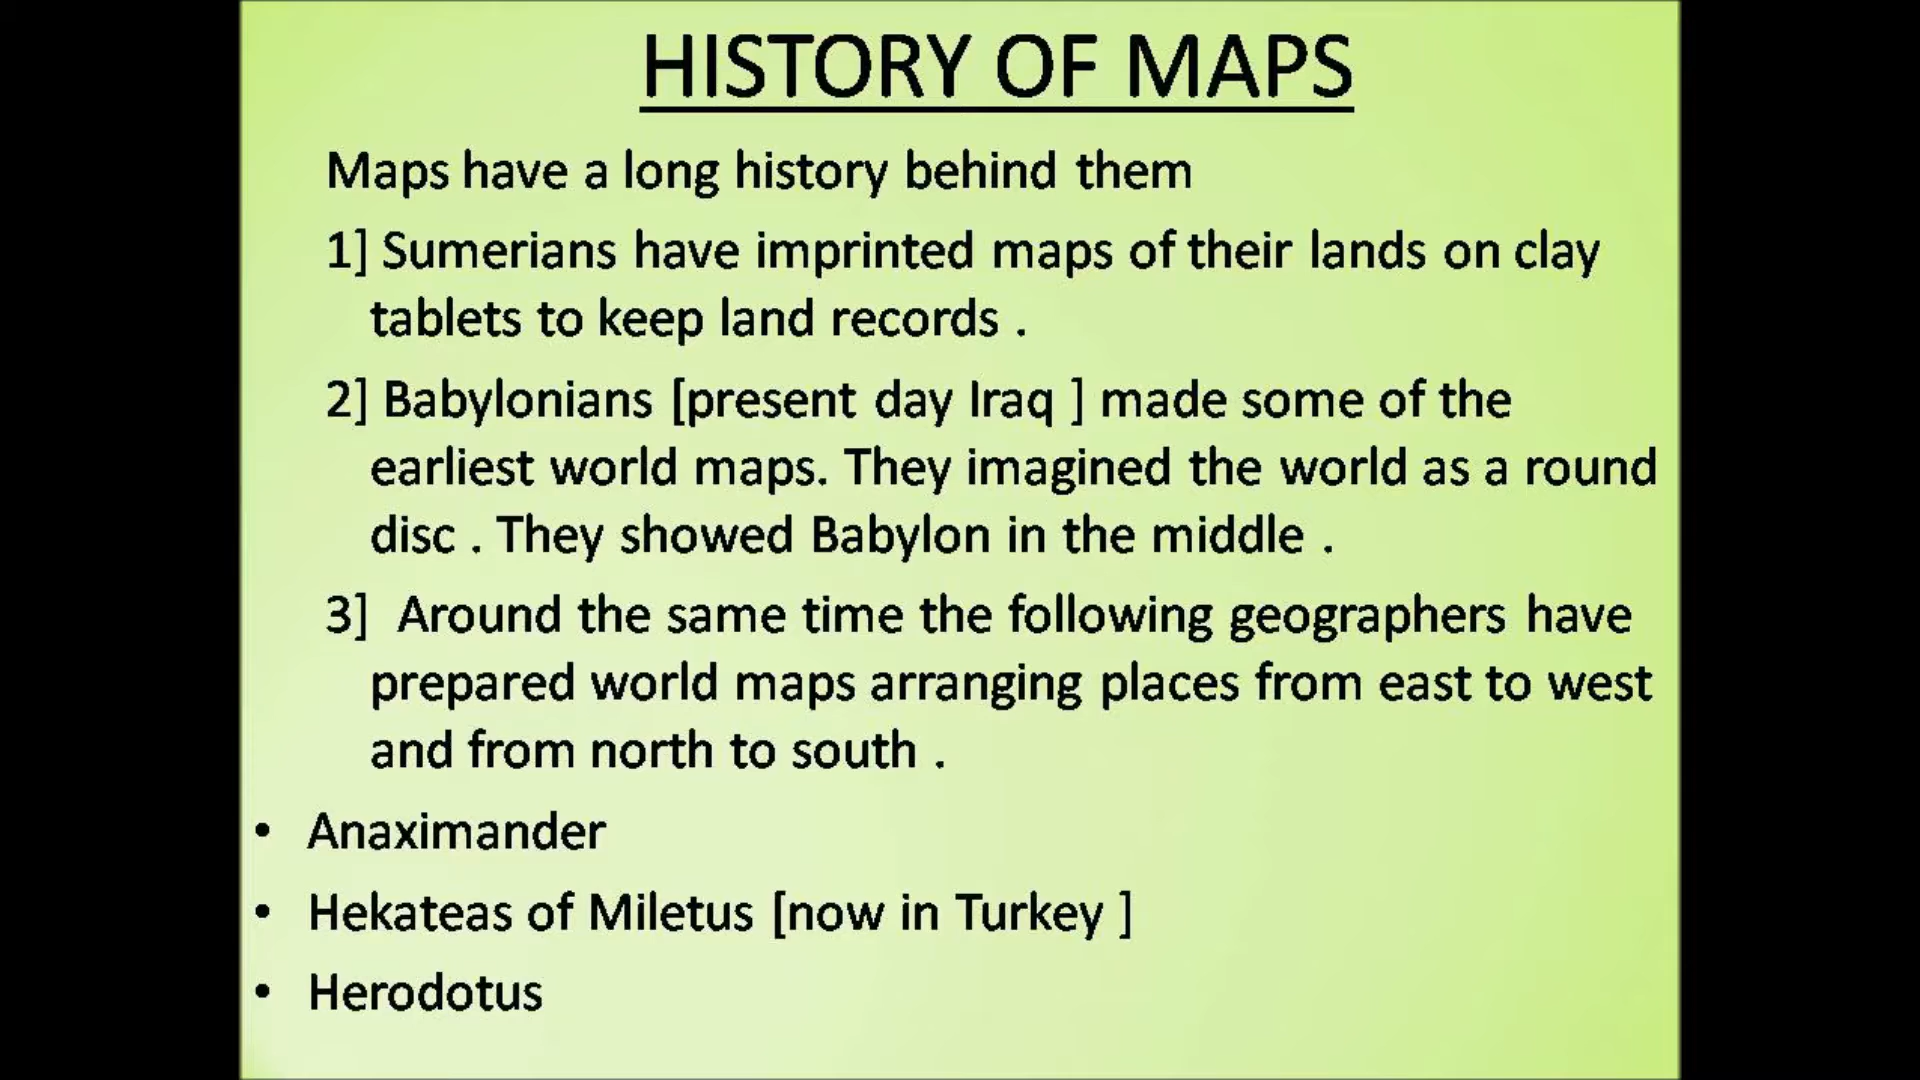 HISTORY OF MAPS
Maps have a long history behind them
1] Sumerians have imprinted maps of their lands on clay
tablets to keep land records .
2] Babylonians [present day Iraq ] made some of the
earliest world maps. They imagined the world as a round
disc . They showed Babylon in the middle .
3]  Around the same time the following geographers have
prepared world maps arranging places from east to west
and from north to south .
• Anaximander
• Hekateas of Miletus [now in Turkey ]
• Herodotus